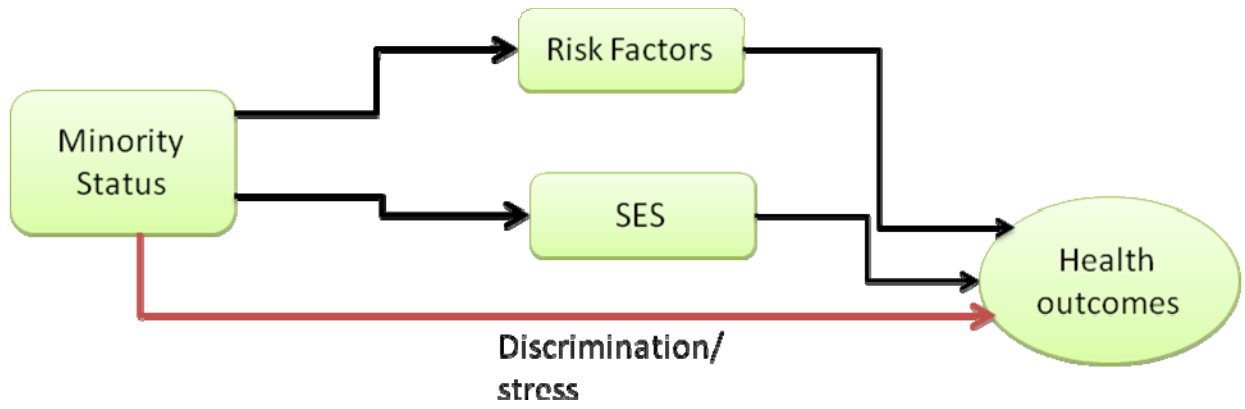 Risk Factors
Minority
Status
SES
Health
outcomes
Discrimination/
stress